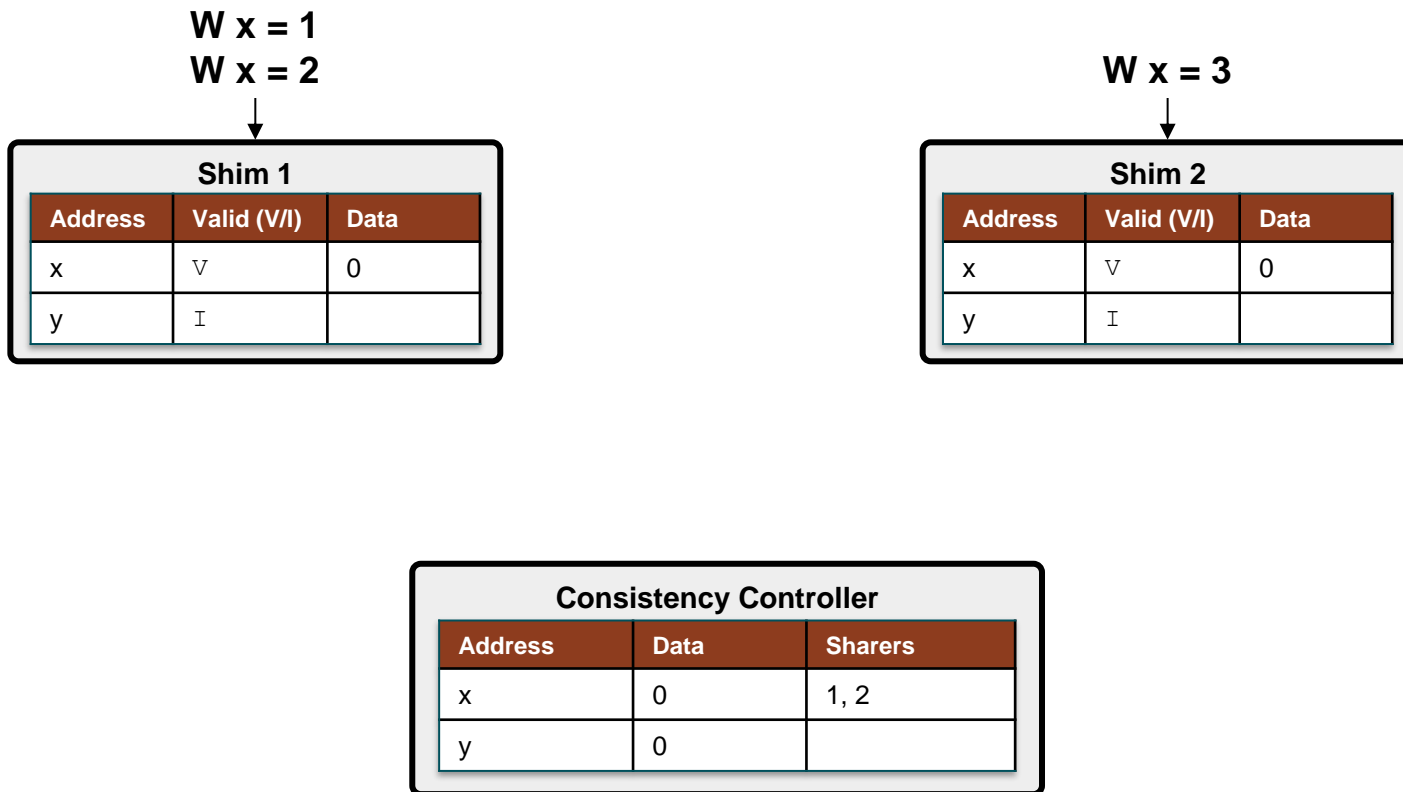 W x = 1
W x = 2
W x = 3
Shim 1
Address Valid (V/I) Data
x V 0
y I
Shim 2
Address Valid (V/I) Data
x V 0
y I
Consistency Controller
Address Data Sharers
x 0 1, 2
y 0